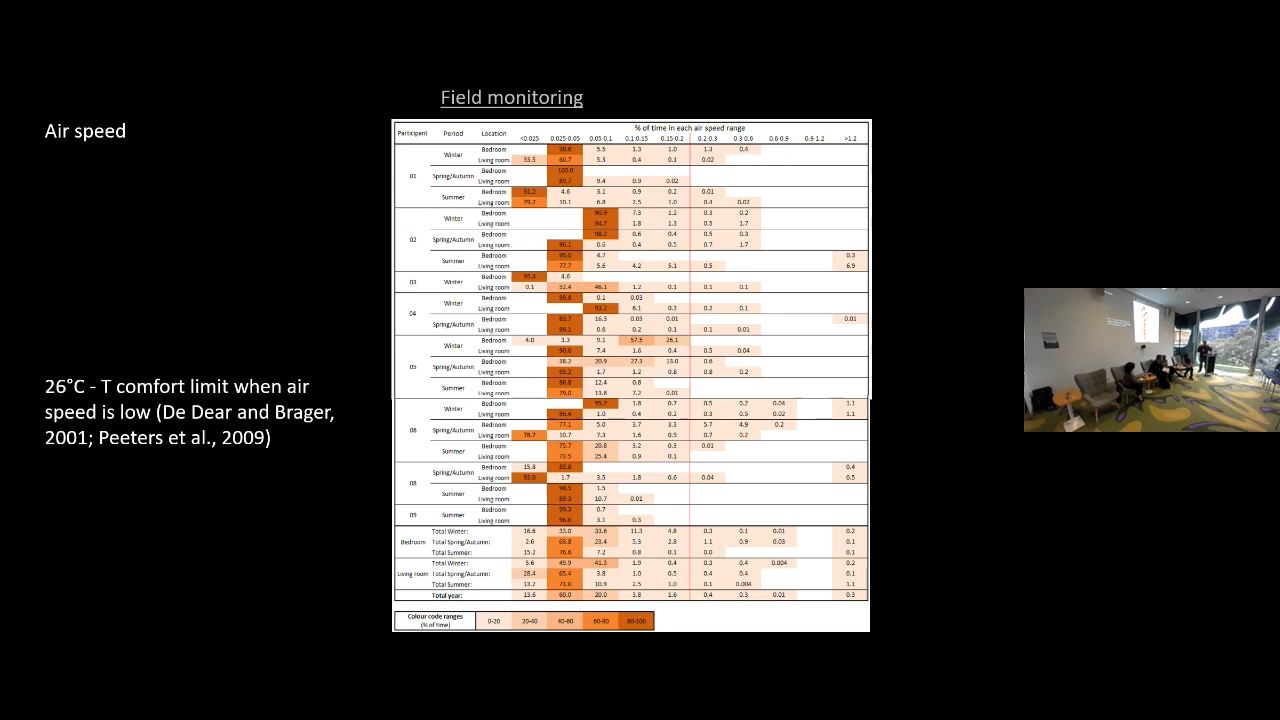 Field monitoring
Air speed
26°C - T comfort limit when air
speed is low (De Dear and Brager,
2001; Peeters et al., 2009)
% of time in each air speed range
Participant Period Location <0.025 0.025-0.05 0.05-0.1 0.1-0.15 0.15-0.2 0.2-0.3 0.3-0.6 0.6-0.9 0.9-1.2 >1.2
01 Winter Bedroom 90.6 5.5 1.3 1.0 1.3 0.4
Living room 33.5 60.7 5.3 0.4 0.1 0.02
Spring/Autumn Bedroom 100.0
Living room 89.7 9.4 0.9 0.02
Summer Bedroom 91.2 4.6 3.1 0.9 0.2 0.01
Living room 79.2 10.1 6.8 2.5 1.0 0.4 0.02
02 Winter Bedroom 90.9 7.3 1.2 0.3 0.2
Living room 94.7 1.8 1.3 0.5 1.7
Spring/Autumn Bedroom 98.2 0.6 0.4 0.5 0.3
Living room 96.1 0.6 0.4 0.5 0.7 1.7
Summer Bedroom 95.0 4.7 0.3
Living room 77.7 5.6 4.2 5.1 0.5 6.9
03 Winter Bedroom 95.4 4.6
Living room 0.1 52.4 46.1 1.2 0.1 0.1 0.1
04 Winter Bedroom 99.8 0.1 0.03
Living room 93.2 6.1 0.3 0.2 0.1
Spring/Autumn Bedroom 83.7 16.3 0.03 0.01 0.01
Living room 99.1 0.6 0.2 0.1 0.1 0.01
05 Winter Bedroom 4.0 3.3 9.1 57.5 26.1
Living room 90.0 7.4 1.6 0.4 0.5 0.04
Spring/Autumn Bedroom 38.2 20.9 27.3 13.0 0.6
Living room 95.2 1.7 1.2 0.8 0.8 0.2
Summer Bedroom 86.8 12.4 0.8
Living room 79.0 13.8 7.2 0.01
06 Winter Bedroom 95.7 1.8 0.7 0.5 0.2 0.04 1.1
Living room 96.4 1.0 0.4 0.2 0.3 0.5 0.02 1.1
Spring/Autumn Bedroom 77.1 5.0 3.7 3.3 5.7 4.9 0.2
Living room 78.7 10.7 7.3 1.6 0.9 0.7 0.2
Summer Bedroom 75.7 20.8 3.2 0.3 0.01
Living room 73.5 25.4 0.9 0.1
08 Spring/Autumn Bedroom 15.8 83.8 0.4
Living room 92.0 1.7 3.5 1.8 0.6 0.04 0.5
Summer Bedroom 98.5 1.5
Living room 89.3 10.7 0.01
09 Summer Bedroom 99.3 0.7
Living room 96.6 3.1 0.3
Bedroom Total Winter: 16.6 33.0 33.6 11.3 4.8 0.3 0.1 0.01 0.2
Total Spring/Autumn: 2.6 63.8 23.4 5.3 2.8 1.1 0.9 0.03 0.1
Total Summer: 15.2 76.6 7.2 0.8 0.1 0.0 0.1
Living room Total Winter: 5.6 49.9 41.3 1.9 0.4 0.3 0.4 0.004 0.2
Total Spring/Autumn: 28.4 65.4 3.8 1.0 0.5 0.4 0.4 0.1
Total Summer: 13.2 71.0 10.9 2.5 1.0 0.1 0.004 1.1
Total year: 13.6 60.0 20.0 3.8 1.6 0.4 0.3 0.01 0.3
Colour code ranges
(% of time) 0-20 20-40 40-60 60-80 80-100